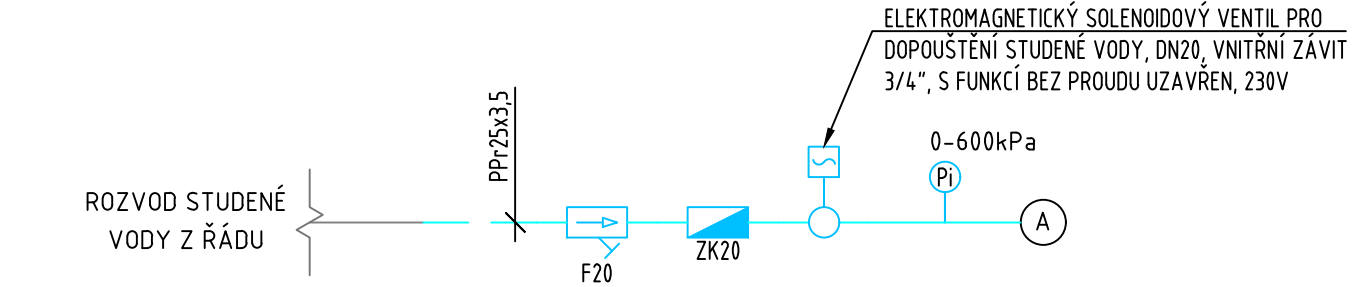 ELEKTROMAGNETICKÝ SOLENOIDOVÝ VENTIL PRO
DOPOUŠTĚNÍ STUDENÉ VODY, DN20, VNITŘNÍ ZÁVIT
3/4", S FUNKCÍ BEZ PROUDU UZAVŘEN, 230V
PPr25x3,5
0-600kPa
Pi
ROZVOD STUDENÉ
VODY Z ŘÁDU
A
F20
ZK20